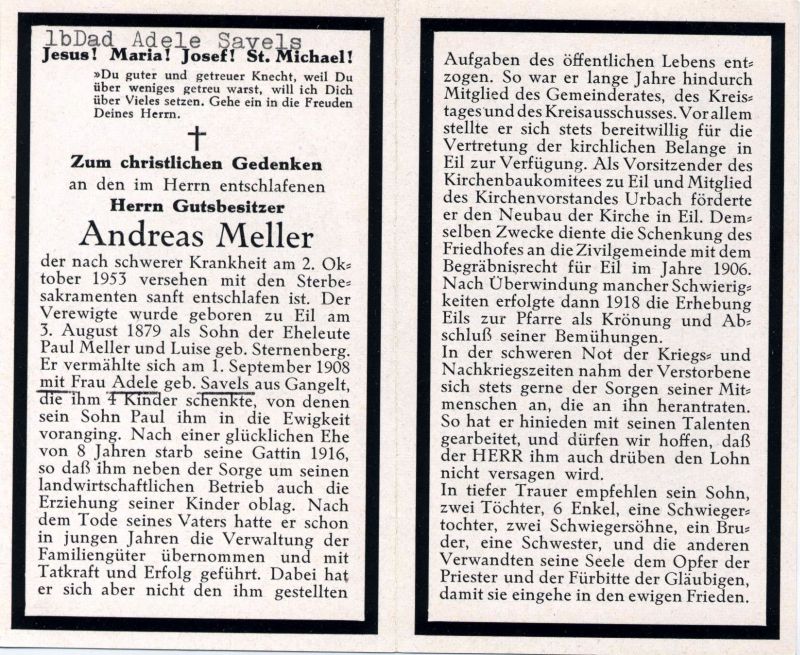 1bDad Adele Savels
Jesus! Maria! Josef! St. Michael!
»Du guter und getreuer Knecht, weil Du
über weniges getreu warst, will ich Dich
über Vieles setzen. Gehe ein in die Freuden
Deines Herrn.
Zum christlichen Gedenken
an den im Herrn entschlafenen
Herrn Gutsbesitzer
Andreas Meller
der nach schwerer Krankheit am 2. Ok-
tober 1953 versehen mit den Sterbe-
sakramenten sanft entschlafen ist. Der
Verewigte wurde geboren zu Eil am
3. August 1879 als Sohn der Eheleute
Paul Meller und Luise geb. Sternenberg.
Er vermählte sich am 1. September 1908
mit Frau Adele geb. Savels aus Gangelt,
die ihm 4 Kinder schenkte, von denen
sein Sohn Paul ihm in die Ewigkeit
voranging. Nach einer glücklichen Ehe
von 8 Jahren starb seine Gattin 1916,
so daß ihm neben der Sorge um seinen
landwirtschaftlichen Betrieb auch die
Erziehung seiner Kinder oblag. Nach
dem Tode seines Vaters hatte er schon
in jungen Jahren die Verwaltung der
Familiengüter übernommen und mit
Tatkraft und Erfolg geführt. Dabei hat
er sich aber nicht den ihm gestellten
Aufgaben des öffentlichen Lebens ent-
zogen. So war er lange Jahre hindurch
Mitglied des Gemeinderates, des Kreis-
tages und des Kreisausschusses. Vor allem
stellte er sich stets bereitwillig für die
Vertretung der kirchlichen Belange in
Eil zur Verfügung. Als Vorsitzender des
Kirchenbaukomitees zu Eil und Mitglied
des Kirchenvorstandes Urbach förderte
er den Neubau der Kirche in Eil. Dem-
selben Zwecke diente die Schenkung des
Friedhofes an die Zivilgemeinde mit dem
Begräbnisrecht für Eil im Jahre 1906.
Nach Überwindung mancher Schwierig-
keiten erfolgte dann 1918 die Erhebung
Eils zur Pfarre als Krönung und Ab-
schluß seiner Bemühungen.
In der schweren Not der Kriegs- und
Nachkriegszeiten nahm der Verstorbene
sich stets gerne der Sorgen seiner Mit-
menschen an, die an ihn herantraten.
So hat er hinieden mit seinen Talenten
gearbeitet, und dürfen wir hoffen, daß
der HERR ihm auch drüben den Lohn
nicht versagen wird.
In tiefer Trauer empfehlen sein Sohn,
zwei Töchter, 6 Enkel, eine Schwieger-
tochter, zwei Schwiegersöhne, ein Bru-
der, eine Schwester, und die anderen
Verwandten seine Seele dem Opfer der
Priester und der Fürbitte der Gläubigen,
damit sie eingehe in den ewigen Frieden.